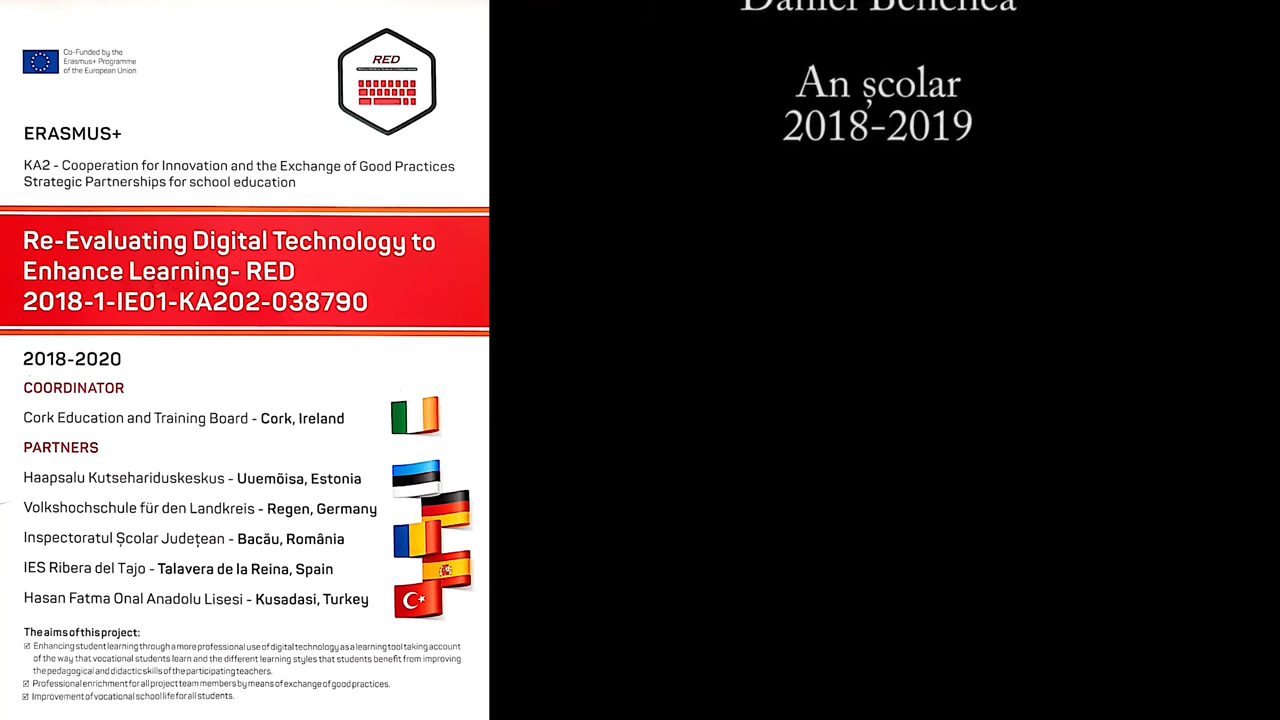 Co-Funded by the
Erasmus+ Programme
of the European Union
RED
ERASMUS+
KA2 - Cooperation for Innovation and the Exchange of Good Practices
Strategic Partnerships for school education
Re-Evaluating Digital Technology to
Enhance Learning- RED
2018-1-IE01-KA202-038790
2018-2020
COORDINATOR
Cork Education and Training Board - Cork, Ireland
PARTNERS
Haapsalu Kutsehariduskeskus - Uuemõisa, Estonia
Volkshochschule für den Landkreis - Regen, Germany
Inspectoratul Școlar Județean - Bacău, România
IES Ribera del Tajo - Talavera de la Reina, Spain
Hasan Fatma Onal Anadolu Lisesi - Kusadasi, Turkey
The aims of this project:
Enhancing student learning through a more professional use of digital technology as a learning tool taking account
of the way that vocational students learn and the different learning styles that students benefit from improving
the pedagogical and didactic skills of the participating teachers.
Professional enrichment for all project team members by means of exchange of good practices.
Improvement of vocational school life for all students.
Daniel
An școlar
2018-2019